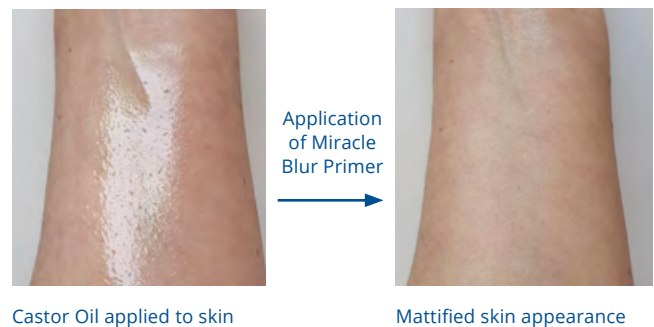 Application
of Miracle
Blur Primer
Castor Oil applied to skin
Mattified skin appearance